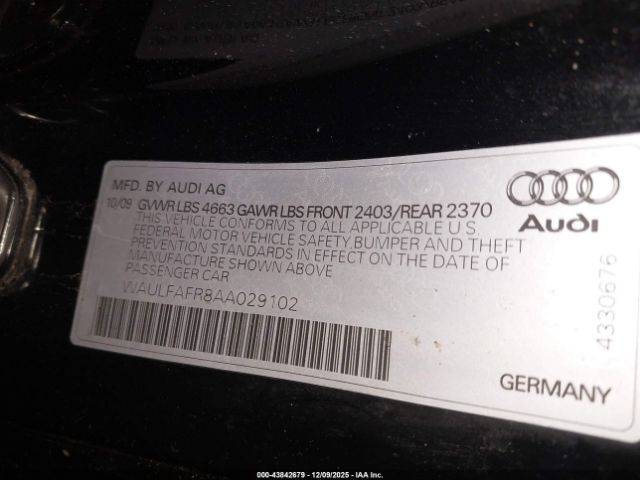 MFD. BY AUDI AG
10/09 GVWR LBS 4663 GAWR LBS FRONT 2403/REAR 2370
THIS VEHICLE CONFORMS TO ALL APPLICABLE U.S.
FEDERAL MOTOR VEHICLE SAFETY, BUMPER AND THEFT
PREVENTION STANDARDS IN EFFECT ON THE DATE OF
MANUFACTURE SHOWN ABOVE
PASSENGER CAR
WAULFAFR8AA029102
Audi
4330676
GERMANY
000-43842679 - 12/09/2025 - IAA Inc.